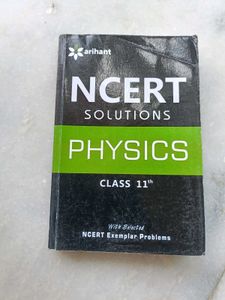 arihant
NCERT
SOLUTIONS
PHYSICS
CLASS 11th
With Selected
NCERT Exemplar Problems